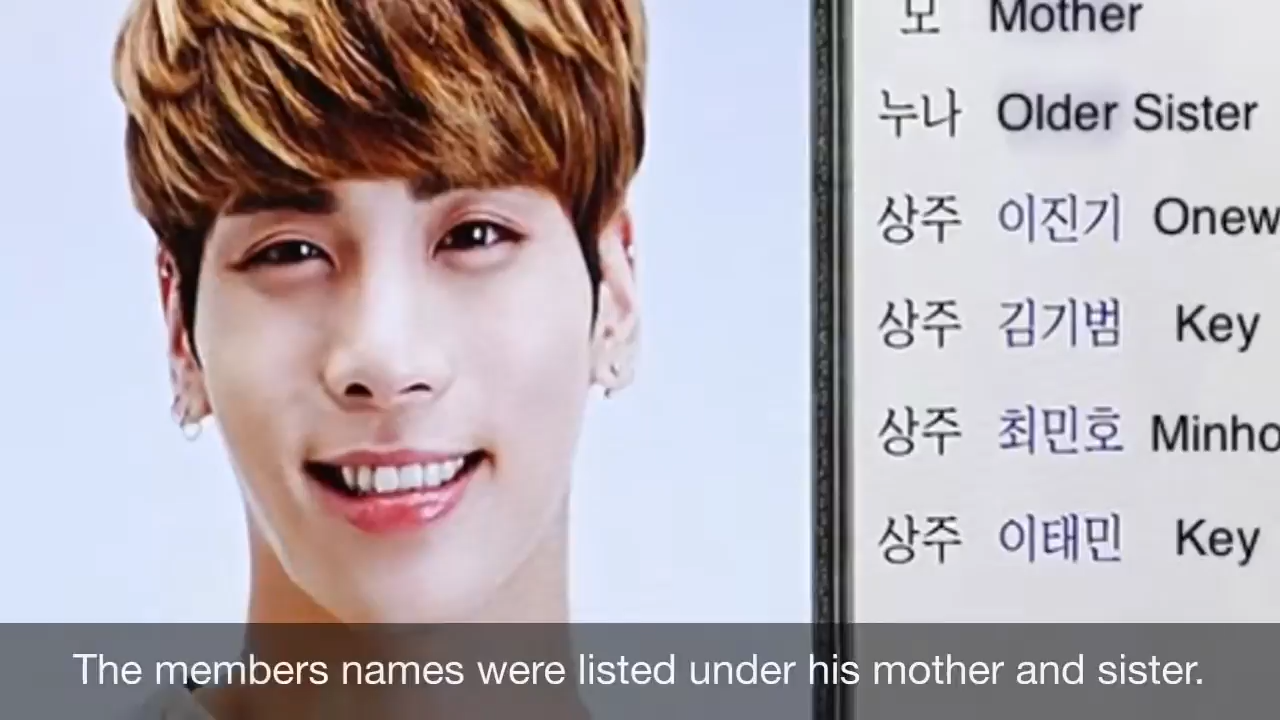 모 Mother
누나 Older Sister
상주 이진기 Onew
상주 김기범 Key
상주 최민호 Minho
상주 이태민 Key
The members names were listed under his mother and sister.